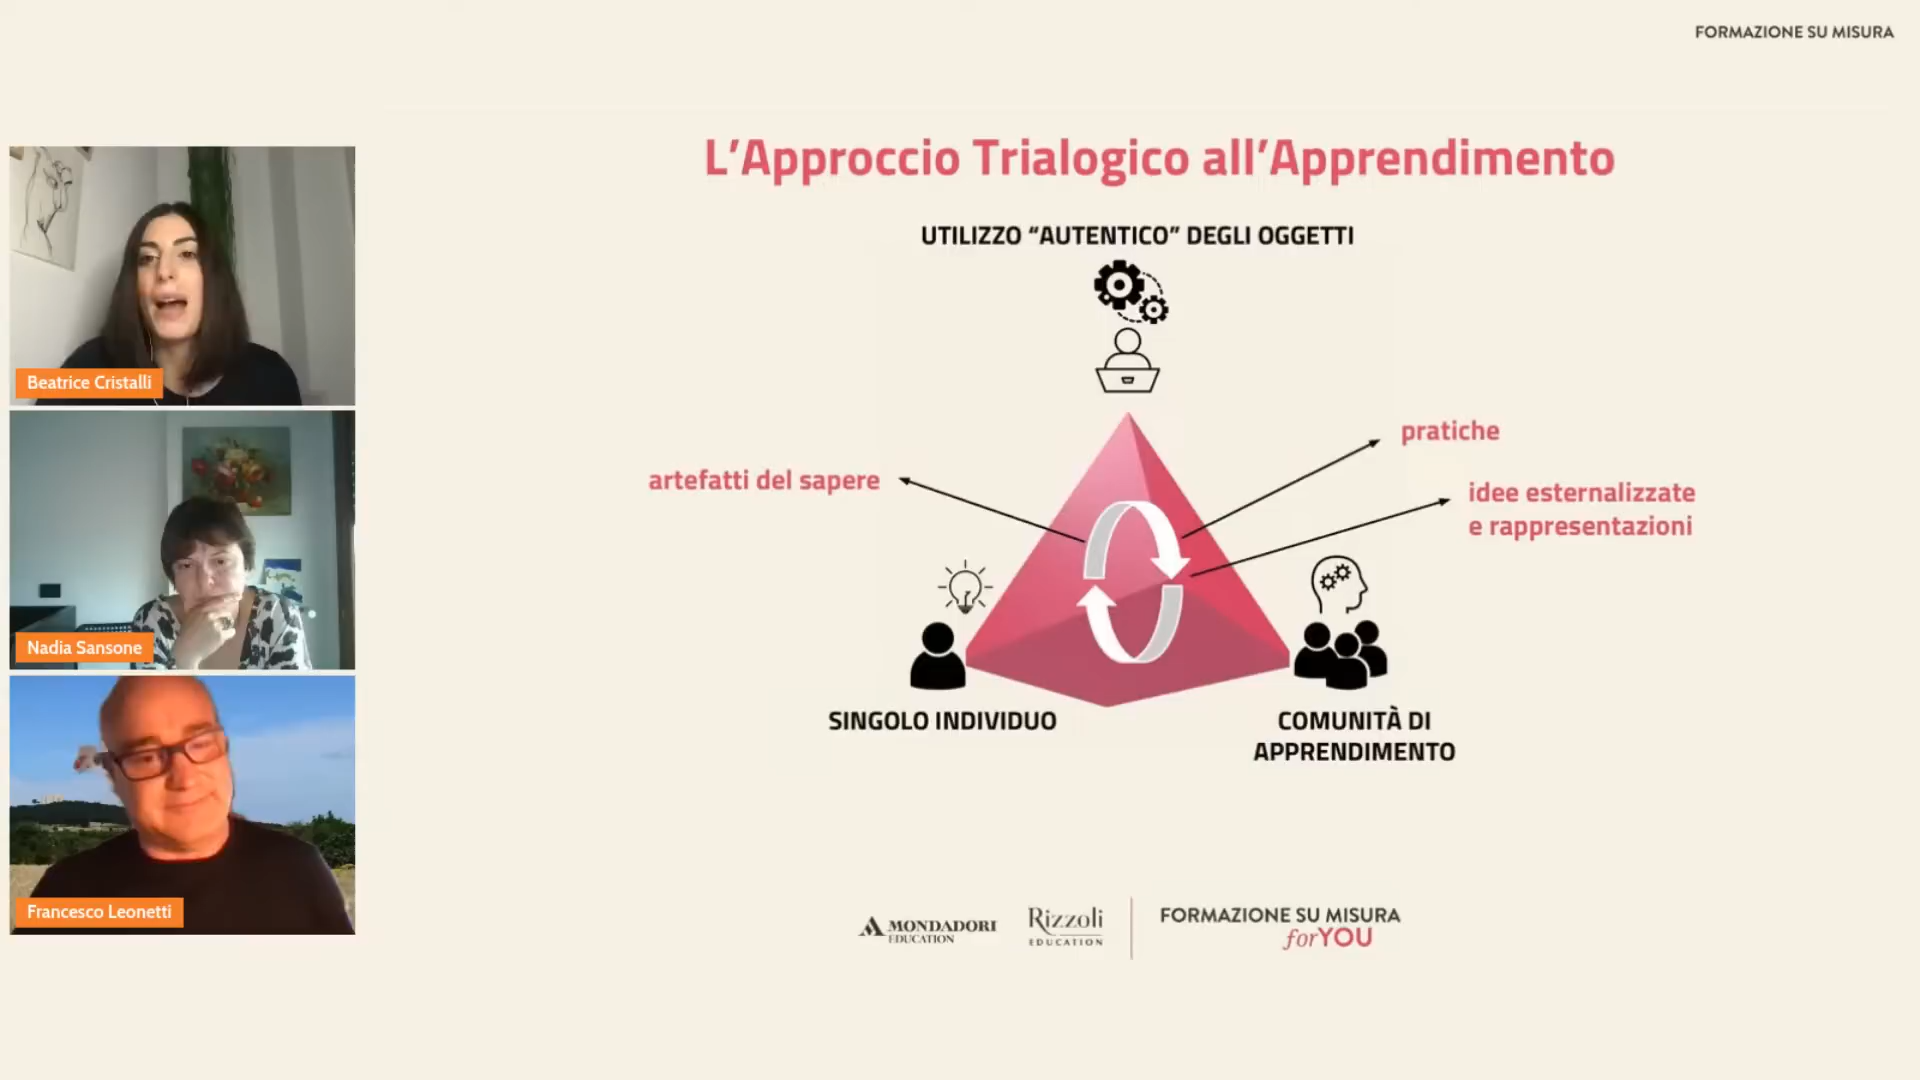 FORMAZIONE SU MISURA
L'Approccio Trialogico all'Apprendimento
UTILIZZO “AUTENTICO” DEGLI OGGETTI
pratiche
artefatti del sapere
idee esternalizzate
e rappresentazioni
SINGOLO INDIVIDUO
COMUNITÀ DI
APPRENDIMENTO
Beatrice Cristalli
Nadia Sansone
Francesco Leonetti
MONDADORI
EDUCATION
Rizzoli
EDUCATION
FORMAZIONE SU MISURA
forYOU